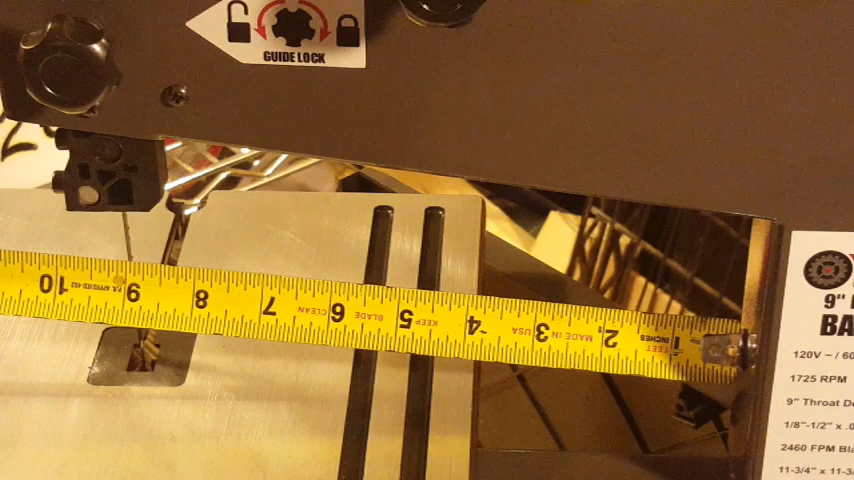 GUIDE LOCK
10 9 8 7 CLEAN 6 BLADE 5 KEEP 4 USA 3 MADE IN 2 INCHES 1
FEET
9"
BA
120V ~ / 60
1725 RPM
9" Throat De
1/8"-1/2" x .0
2460 FPM Bla
11-3/4" x 11-3/
2